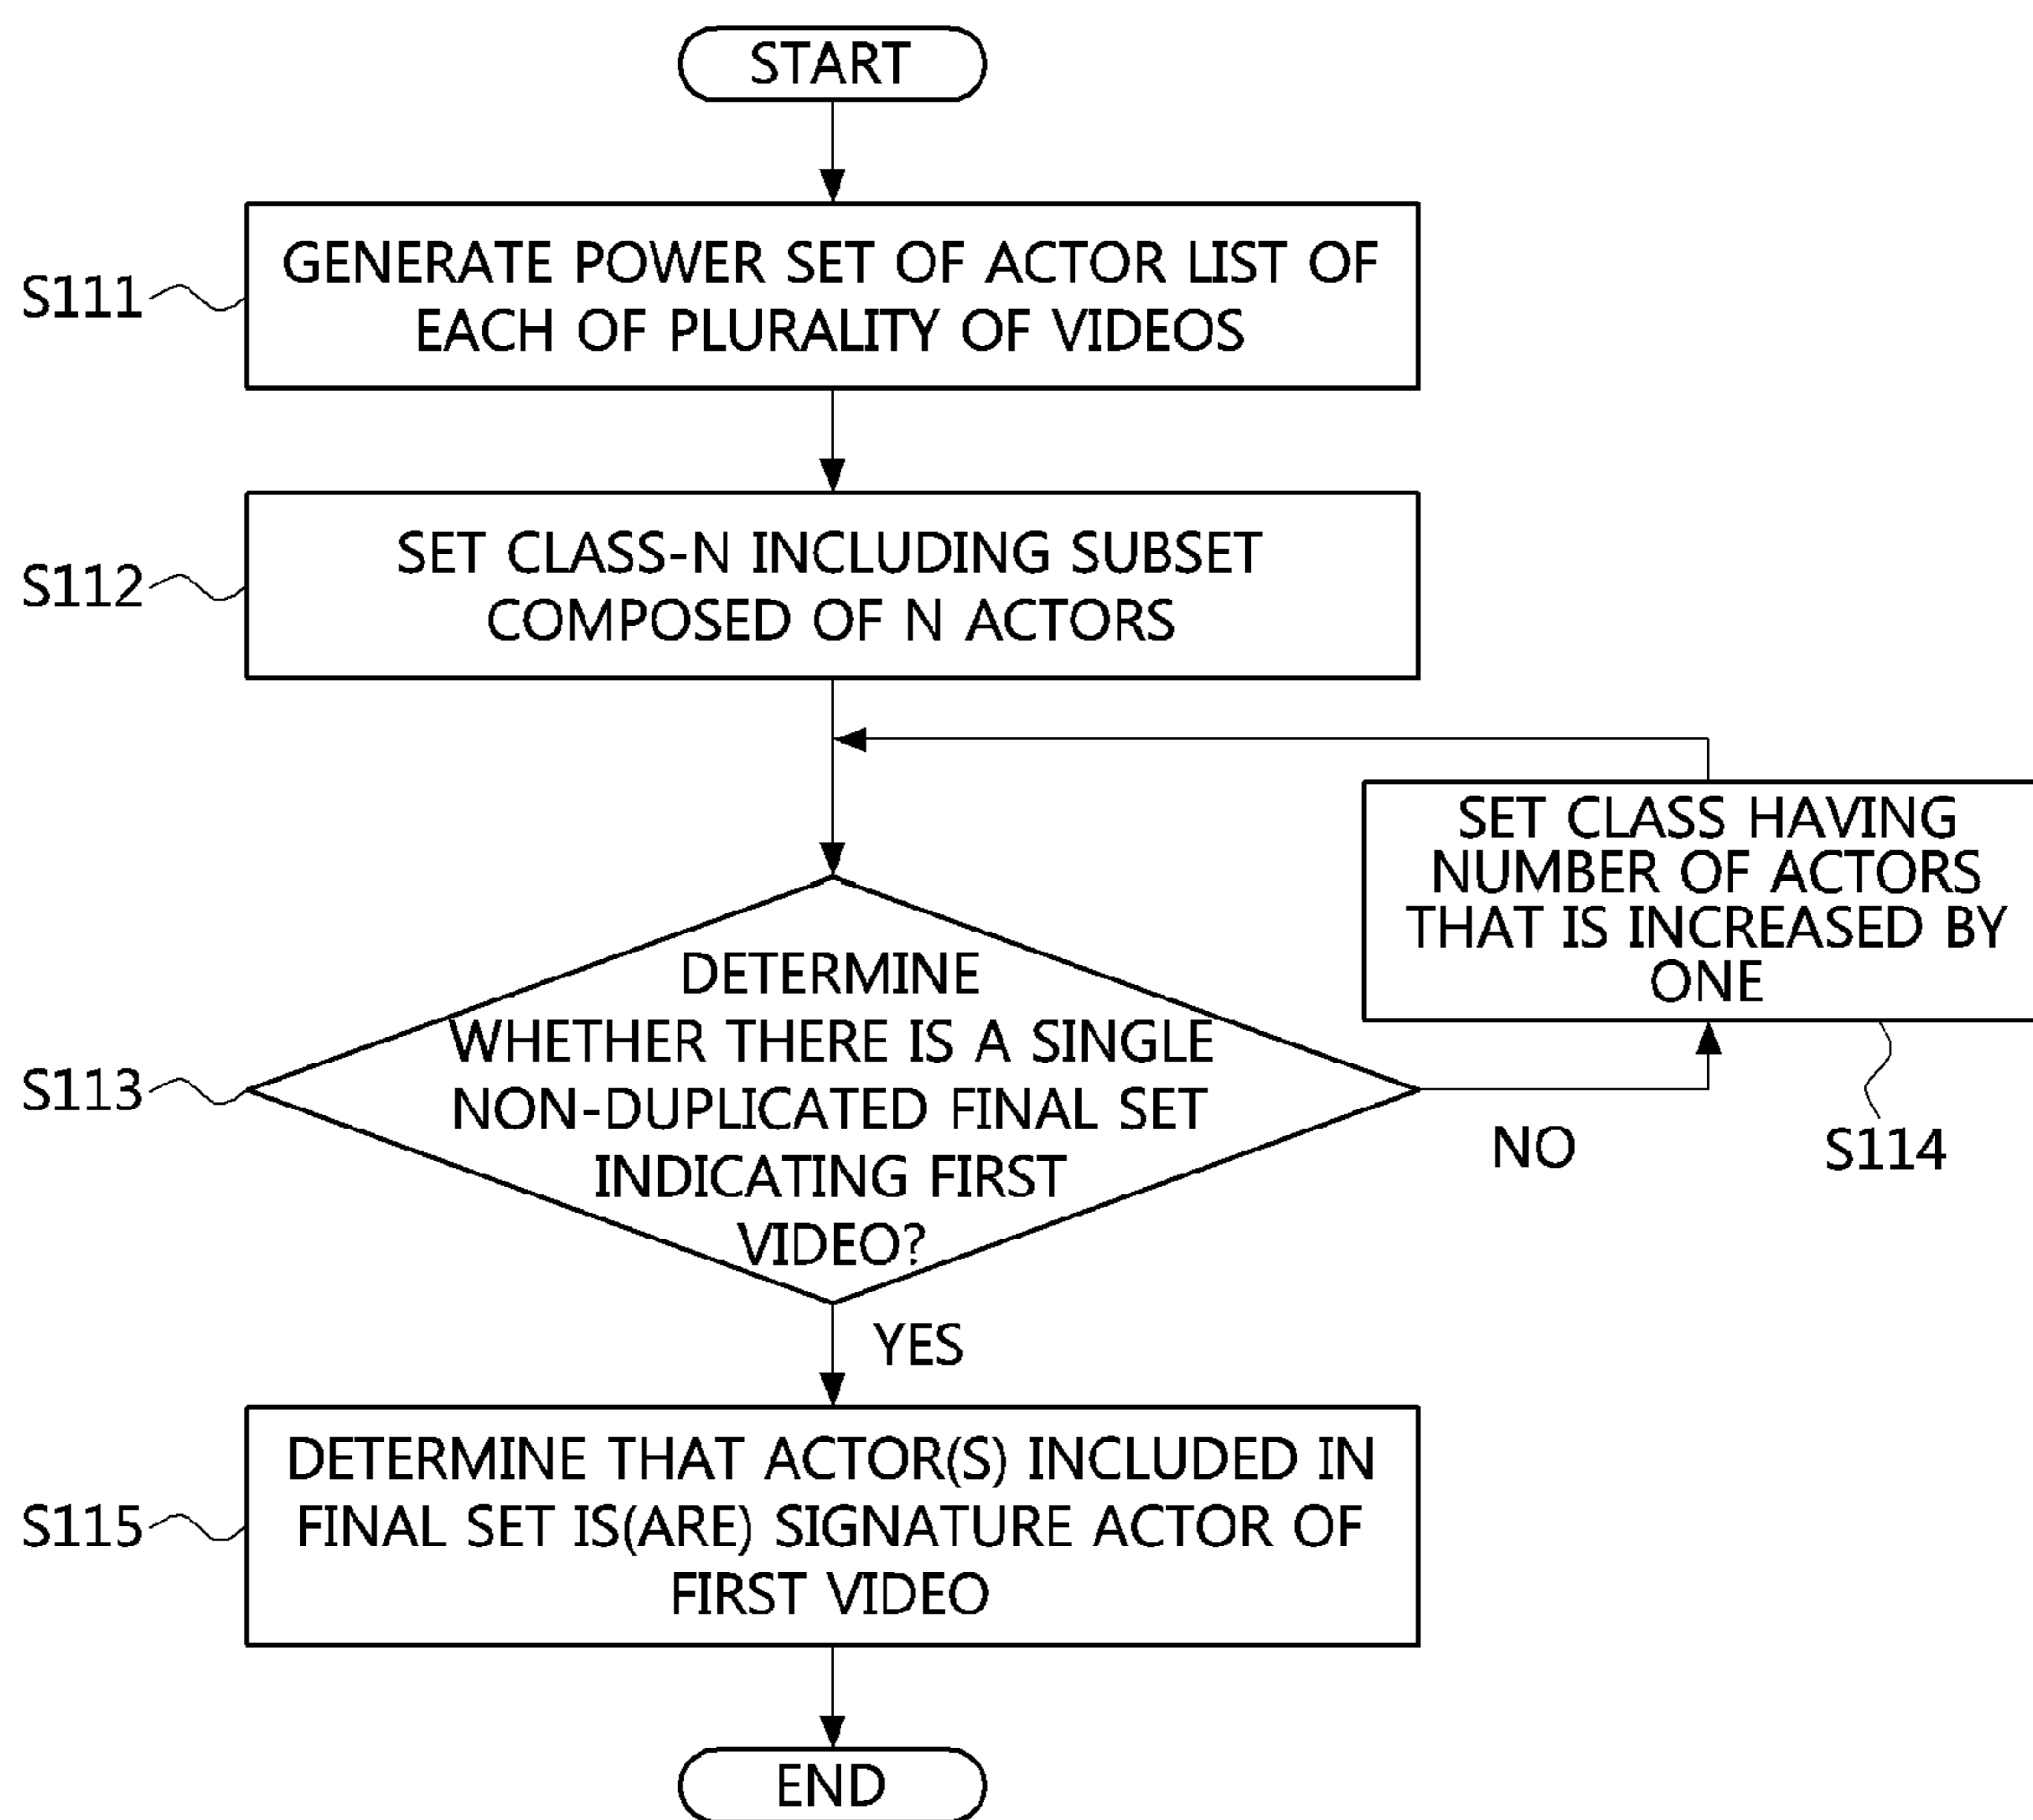 START
GENERATE POWER SET OF ACTOR LIST OF
EACH OF PLURALITY OF VIDEOS
S111
SET CLASS-N INCLUDING SUBSET
COMPOSED OF N ACTORS
S112
SET CLASS HAVING
NUMBER OF ACTORS
THAT IS INCREASED BY
ONE
S114
DETERMINE
WHETHER THERE IS A SINGLE
NON-DUPLICATED FINAL SET
INDICATING FIRST
VIDEO?
S113
NO
YES
DETERMINE THAT ACTOR(S) INCLUDED IN
FINAL SET IS(ARE) SIGNATURE ACTOR OF
FIRST VIDEO
S115
END